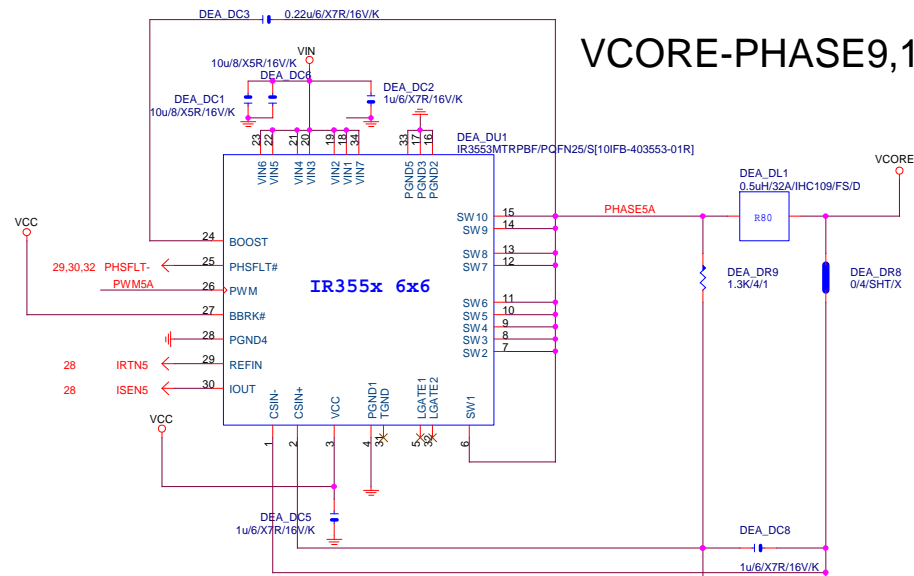 DEA_DC3
0.22u/6/X7R/16V/K
VCORE-PHASE9,1
VIN
10u/8/X5R/16V/K
DEA_DC6
DEA_DC1
10u/8/X5R/16V/K
DEA_DC2
1u/6/X7R/16V/K
DEA_DU1
IR3553MTRPBF/PQFN25/S[10IFB-403553-01R]
23 22 21 20 19 18 34 33 17 16
VIN6 VIN5 VIN4 VIN3 VIN2 VIN1 VIN7 PGND5 PGND3 PGND2
VCORE
DEA_DL1
0.5uH/32A/IHC109/FS/D
R80
PHASE5A
VCC
SW10 15
SW9 14
SW8 13
SW7 12
SW6 11
SW5 10
SW4 9
SW3 8
SW2 7
24 BOOST
29,30,32 PHSFLT- 25 PHSFLT#
PWM5A 26 PWM
27 BBRK#
28 PGND4
28 IRTN5 29 REFIN
28 ISEN5 30 IOUT
IR355x 6x6
DEA_DR9
1.3K/4/1
DEA_DR8
0/4/SHT/X
CSIN- CSIN+ VCC PGND1 TGND LGATE1 LGATE2 SW1
1 2 3 4 31 5 32 6
VCC
DEA_DC5
1u/6/X7R/16V/K
DEA_DC8
1u/6/X7R/16V/K